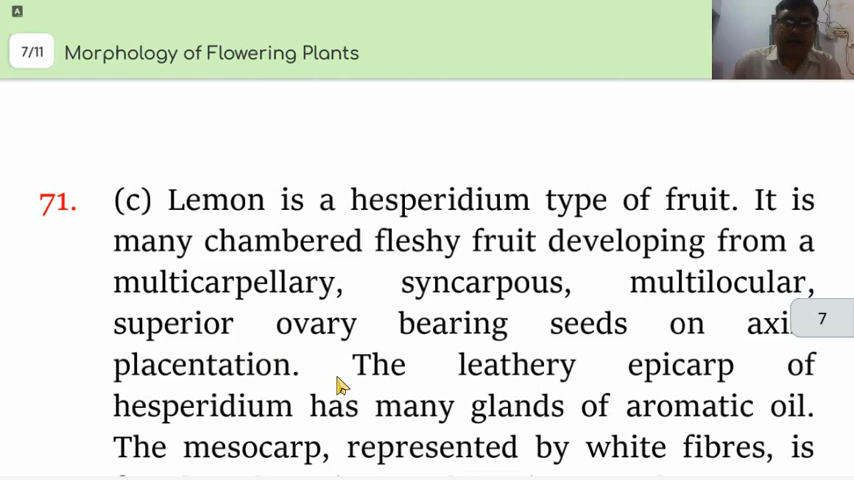 A
7/11 Morphology of Flowering Plants
71. (c) Lemon is a hesperidium type of fruit. It is
many chambered fleshy fruit developing from a
multicarpellary, syncarpous, multilocular,
superior ovary bearing seeds on
7
placentation. The leathery epicarp of
hesperidium has many glands of aromatic oil.
The mesocarp, represented by white fibres, is